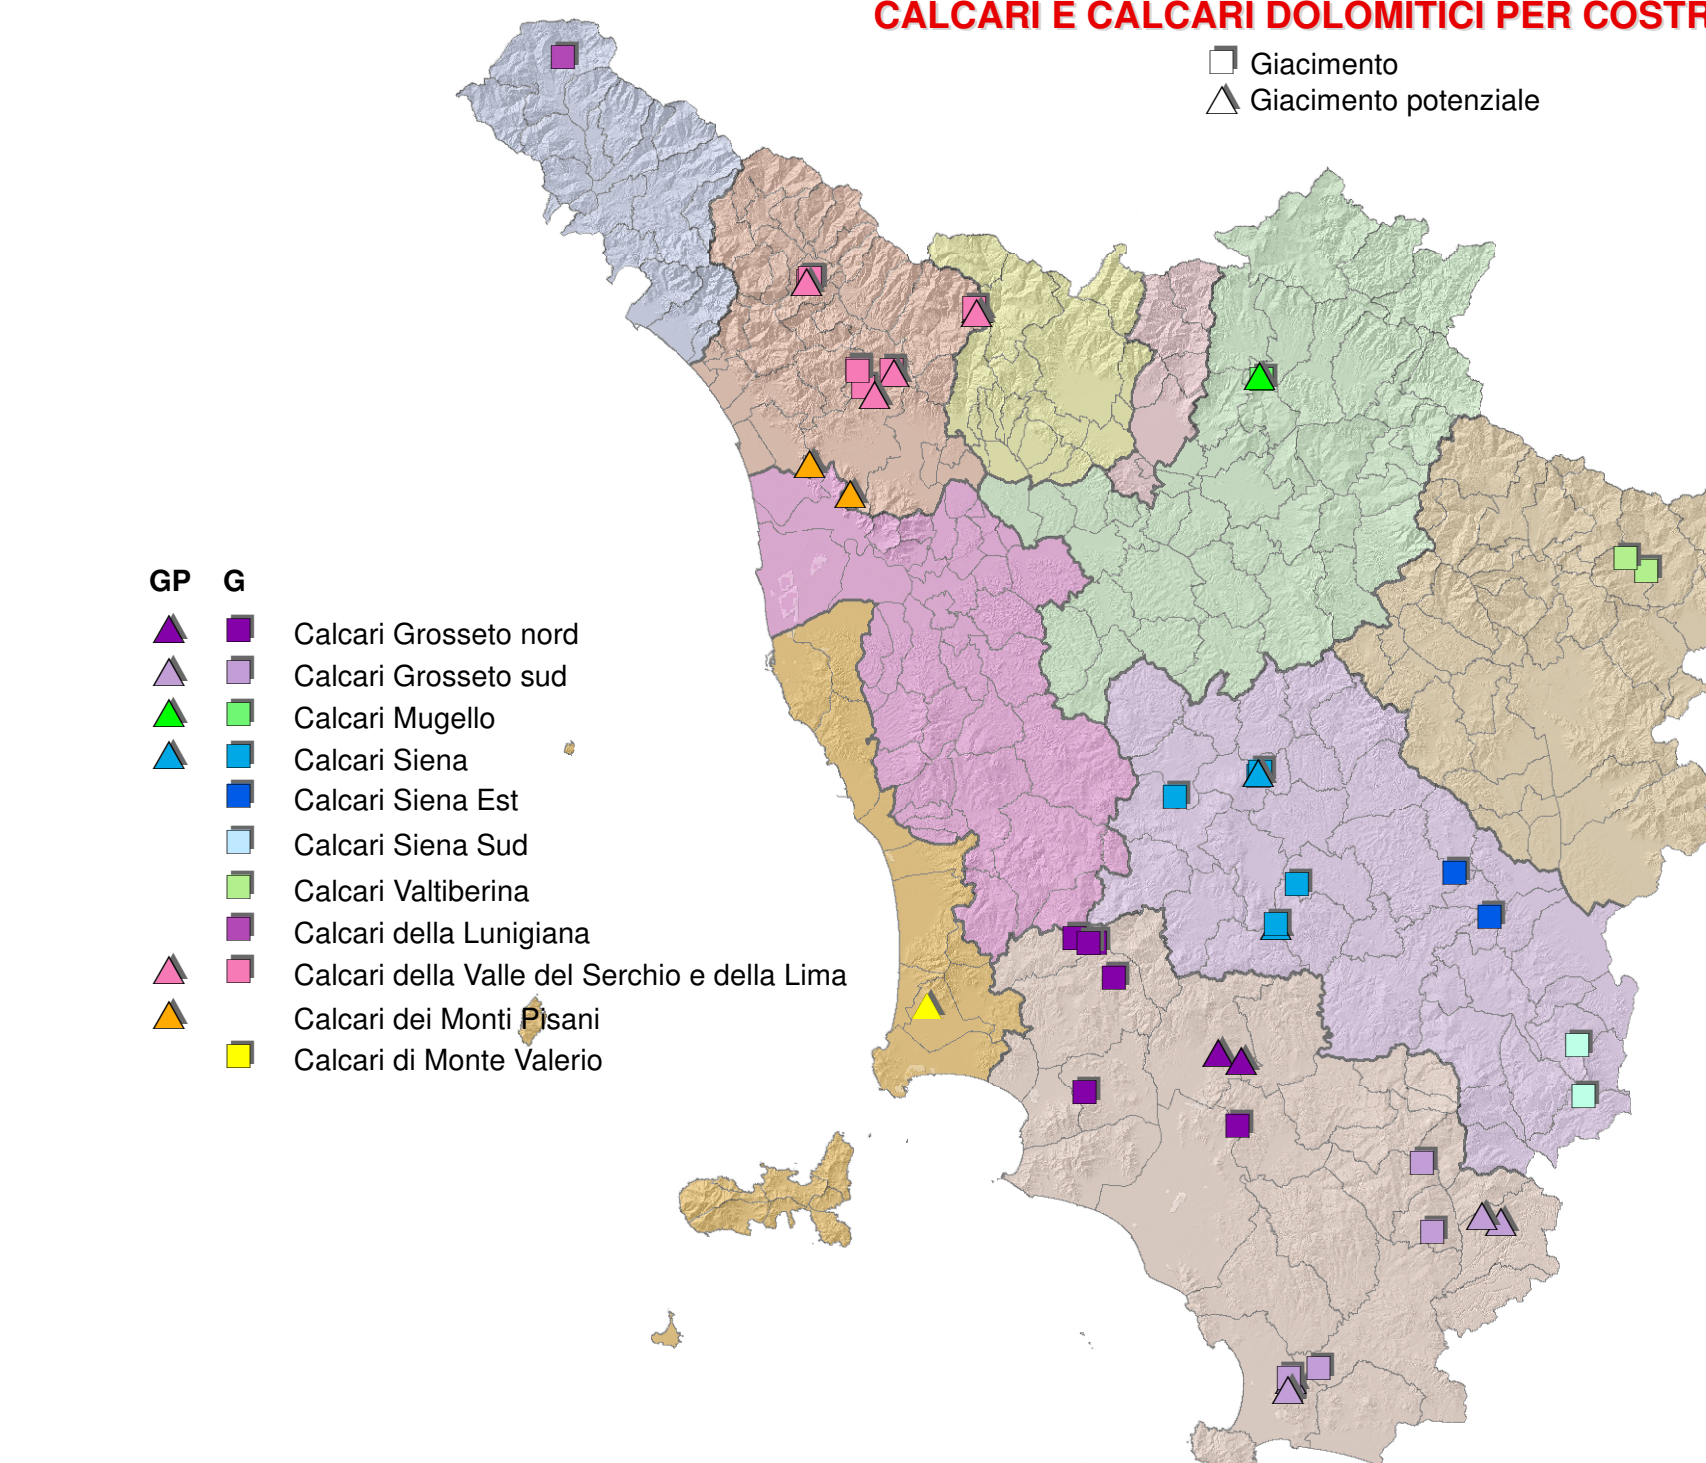 CALCARI E CALCARI DOLOMITICI PER COSTR
Giacimento
Giacimento potenziale
GP G
Calcari Grosseto nord
Calcari Grosseto sud
Calcari Mugello
Calcari Siena
Calcari Siena Est
Calcari Siena Sud
Calcari Valtiberina
Calcari della Lunigiana
Calcari della Valle del Serchio e della Lima
Calcari dei Monti Pisani
Calcari di Monte Valerio